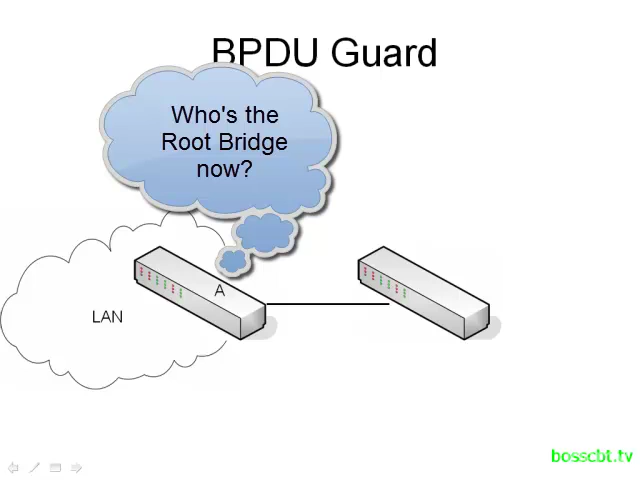 BPDU Guard
Who's the
Root Bridge
now?
A
LAN
bosscbt.tv